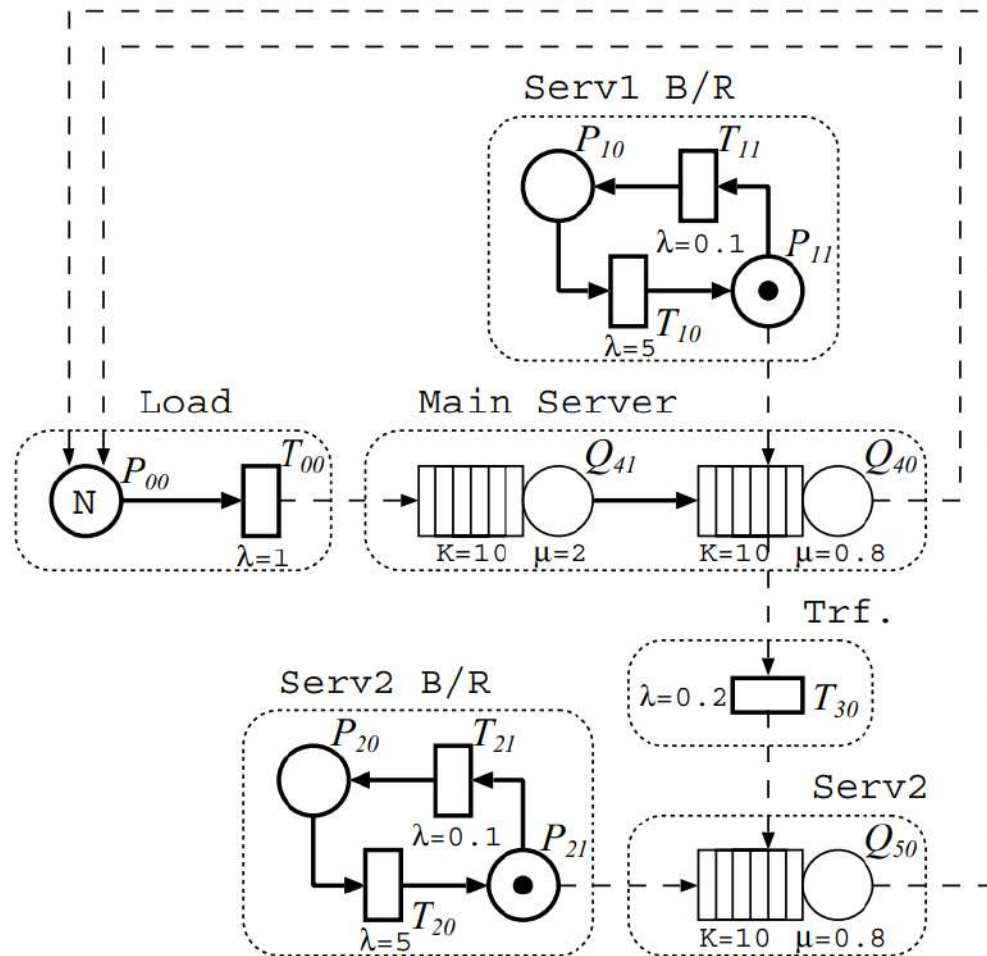 Serv1 B/R
P10
T11
λ=0.1
P11
T10
λ=5
Load
Main Server
P00
T00
Q41
Q40
N
λ=1
K=10
μ=2
K=10
μ=0.8
Trf.
λ=0.2
T30
Serv2 B/R
P20
T21
Serv2
λ=0.1
P21
Q50
T20
λ=5
K=10
μ=0.8